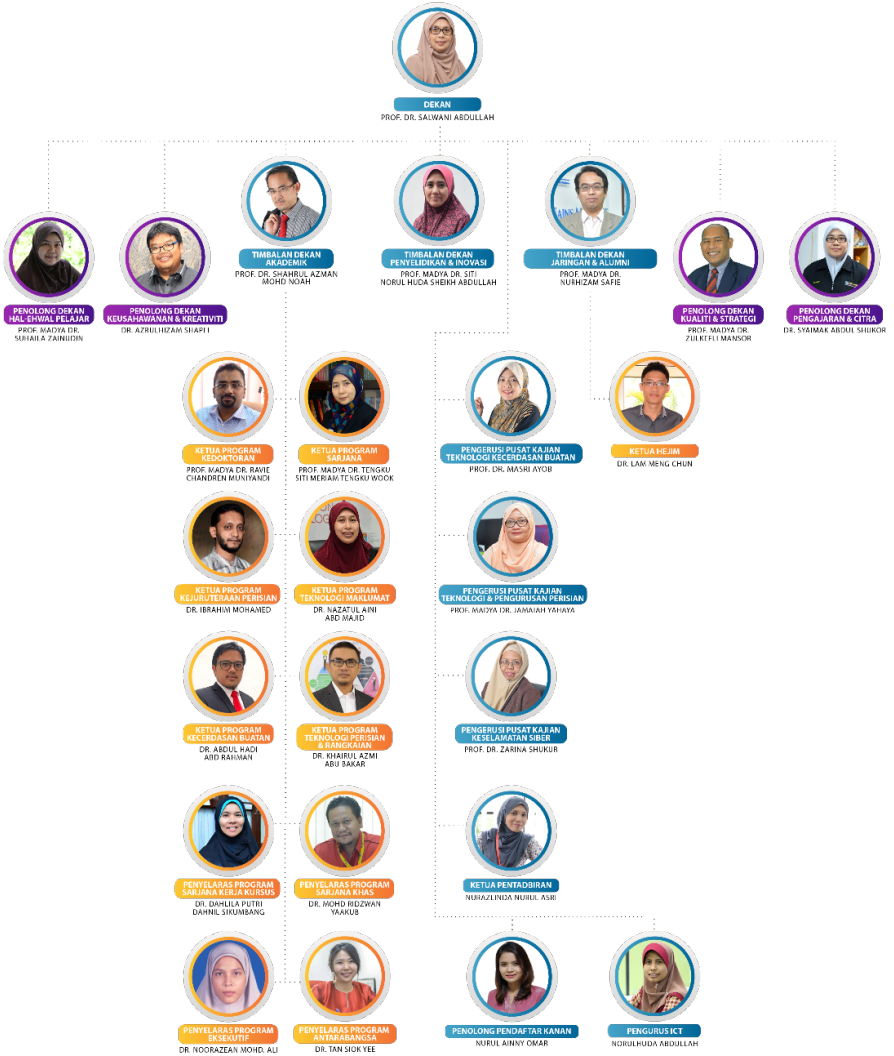 DEKAN
PROF. DR. SALWANI ABDULLAH
TIMBALAN DEKAN
AKADEMIK
PROF. DR. SHAHRUL AZMAN
MOHD NOAH
TIMBALAN DEKAN
PENYELIDIKAN & INOVASI
PROF. MADYA DR. SITI
NORUL HUDA SHEIKH ABDULLAH
TIMBALAN DEKAN
JARINGAN & ALUMNI
PROF. MADYA DR.
NURHIZAM SAFIE
PENOLONG DEKAN
HAL-EHWAL PELAJAR
PROF. MADYA DR.
SUHAILA ZAINUDIN
PENOLONG DEKAN
KEUSAHAWANAN & KREATIVITI
DR. AZRULHIZAM SHAPI I
PENOLONG DEKAN
KUALITI & STRATEGI
PROF. MADYA DR.
ZULKEFLI MANSOR
PENOLONG DEKAN
PENGAJARAN & CITRA
DR. SYAIMAK ABDUL SHUKOR
KETUA PROGRAM
KEDOKTORAN
PROF. MADYA DR. RAVIE
CHANDREN MUNIYANDI
KETUA PROGRAM
SARJANA
PROF. MADYA DR. TENGKU
SITI MERIAM TENGKU WOOK
PENGERUSI PUSAT KAJIAN
TEKNOLOGI KECERDASAN BUATAN
PROF. DR. MASRI AYOB
KETUA HEJIM
DR. LAM MENG CHUN
KETUA PROGRAM
KEJURUTERAAN PERISIAN
DR. IBRAHIM MOHAMED
KETUA PROGRAM
TEKNOLOGI MAKLUMAT
DR. NAZATUL AINI
ABD MAJID
PENGERUSI PUSAT KAJIAN
TEKNOLOGI & PENGURUSAN PERISIAN
PROF. MADYA DR. JAMAIAH YAHAYA
KETUA PROGRAM
KECERDASAN BUATAN
DR. ABDUL HADI
ABD RAHMAN
KETUA PROGRAM
TEKNOLOGI PERISIAN
& RANGKAIAN
DR. KHAIRUL AZMI
ABU BAKAR
PENGERUSI PUSAT KAJIAN
KESELAMATAN SIBER
PROF. DR. ZARINA SHUKUR
PENYELARAS PROGRAM
SARJANA KERJA KURSUS
DR. DAHLILA PUTRI
DAHNIL SIKUMBANG
PENYELARAS PROGRAM
SARJANA KHAS
DR. MOHD RIDZWAN
YAAKUB
KETUA PENTADBIRAN
NURAZLINDA NURUL ASRI
PENYELARAS PROGRAM
EKSEKUTIF
DR. NOORAZEAN MOHD. ALI
PENYELARAS PROGRAM
ANTARABANGSA
DR. TAN SIOK YEE
PENOLONG PENDAFTAR KANAN
NURUL AINNY OMAR
PENGURUS ICT
NORULHUDA ABDULLAH